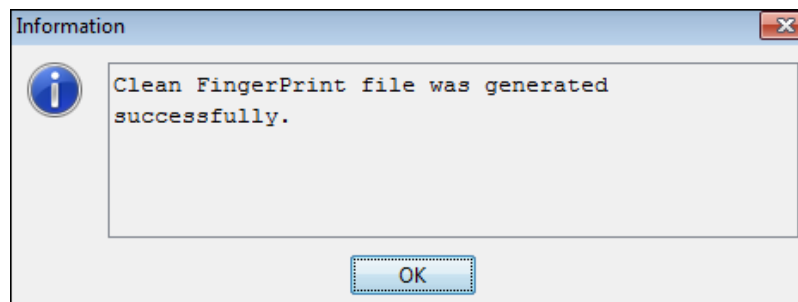 Information
Clean FingerPrint file was generated
successfully.
OK